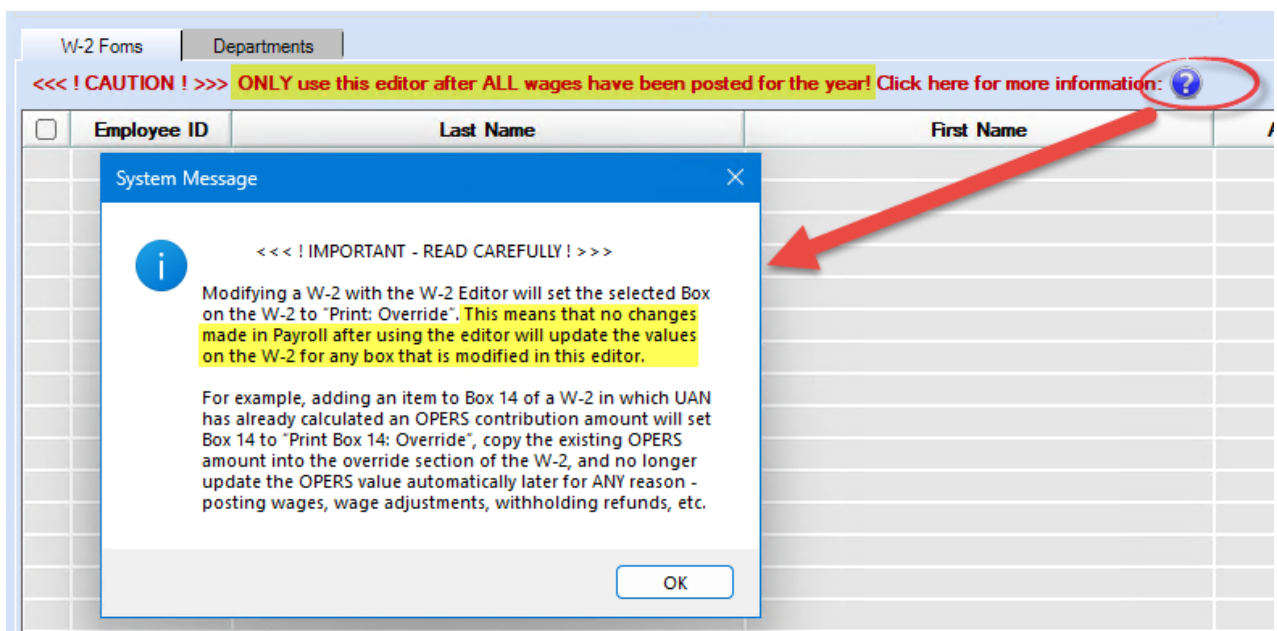 W-2 Foms Departments
<<< ! CAUTION ! >>> ONLY use this editor after ALL wages have been posted for the year! Click here for more information: ?
Employee ID Last Name First Name A
System Message
<<< ! IMPORTANT - READ CAREFULLY ! >>>
Modifying a W-2 with the W-2 Editor will set the selected Box
on the W-2 to "Print: Override". This means that no changes
made in Payroll after using the editor will update the values
on the W-2 for any box that is modified in this editor.
For example, adding an item to Box 14 of a W-2 in which UAN
has already calculated an OPERS contribution amount will set
Box 14 to "Print Box 14: Override", copy the existing OPERS
amount into the override section of the W-2, and no longer
update the OPERS value automatically later for ANY reason -
posting wages, wage adjustments, withholding refunds, etc.
OK